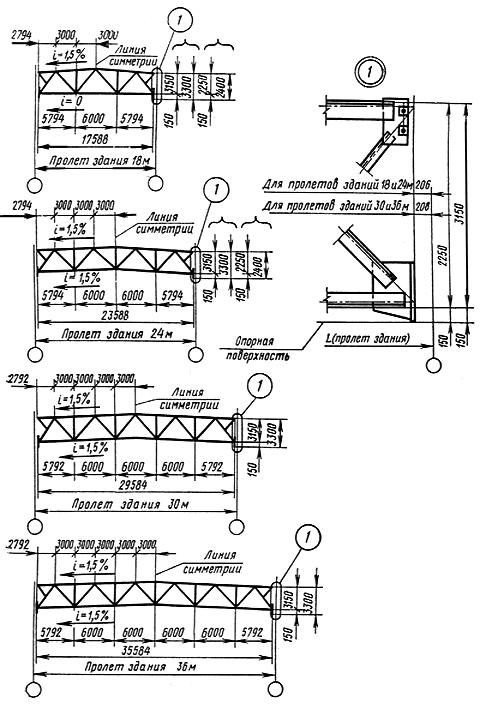 1
2794 3000 3000
Линия
симметрии
i=1,5%
3150 3300 2250 2400
i= 0
150 150
5794 6000 5794
17588
Пролет здания 18м
1
2794 3000 3000 3000
Линия
симметрии
i=1,5%
3150 3300 2250 2400
i= 1,5%
150 150
5794 6000 6000 5794
23588
Пролет здания 24м
1
2792 3000 3000 3000 3000
Линия
симметрии
i=1,5%
3150 3300
i=1,5%
150
5792 6000 6000 6000 5792
29584
Пролет здания 30м
1
2792 3000 3000 3000 3000 3000
Линия
симметрии
i=1,5%
3150 3300
i=1,5%
150
5792 6000 6000 6000 6000 5792
35584
Пролет здания 36м
1
Для пролетов зданий 18 и 24м 206
Для пролетов зданий 30 и 36м 208
2250 3150
Опорная
поверхность
L(пролет здания)
150 150